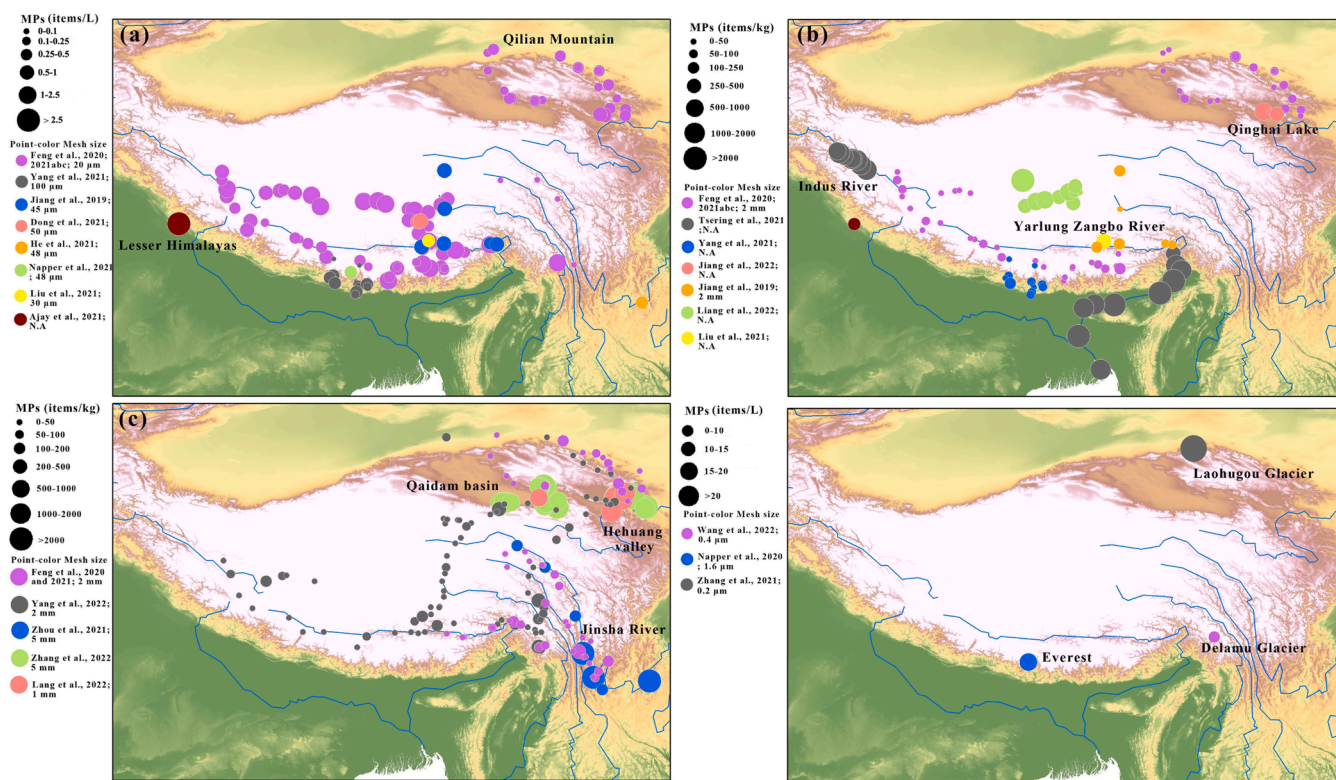 MPs (items/L)
0-0.1
0.1-0.25
0.25-0.5
0.5-1
1-2.5
> 2.5
Point-color Mesh size
Feng et al., 2020;
2021abc; 20 µm
Yang et al., 2021;
100 µm
Jiang et al., 2019;
45 µm
Dong et al., 2021;
50 µm
He et al., 2021;
48 µm
Napper et al., 2021
; 48 µm
Liu et al., 2021;
30 µm
Ajay et al., 2021;
N.A
(a)
Qilian Mountain
Lesser Himalayas
MPs (items/kg)
0-50
50-100
100-250
250-500
500-1000
1000-2000
>2000
Point-color Mesh size
Feng et al., 2020;
2021abc; 2 mm
Tsering et al., 2021
;N.A
Yang et al., 2021;
N.A
Jiang et al., 2022;
N.A
Jiang et al., 2019;
2 mm
Liang et al., 2022;
N.A
Liu et al., 2021;
N.A
(b)
Qinghai Lake
Indus River
Yarlung Zangbo River
MPs (items/kg)
0-50
50-100
100-200
200-500
500-1000
1000-2000
>2000
Point-color Mesh size
Feng et al., 2020
and 2021; 2 mm
Yang et al., 2022;
2 mm
Zhou et al., 2021;
5 mm
Zhang et al., 2022
5 mm
Lang et al., 2022;
1 mm
(c)
Qaidam basin
Hehuang
valley
Jinsha River
MPs (items/L)
0-10
10-15
15-20
>20
Point-color Mesh size
Wang et al., 2022;
0.4 µm
Napper et al., 2020
; 1.6 µm
Zhang et al., 2021;
0.2 µm
Laohugou Glacier
Everest
Delamu Glacier